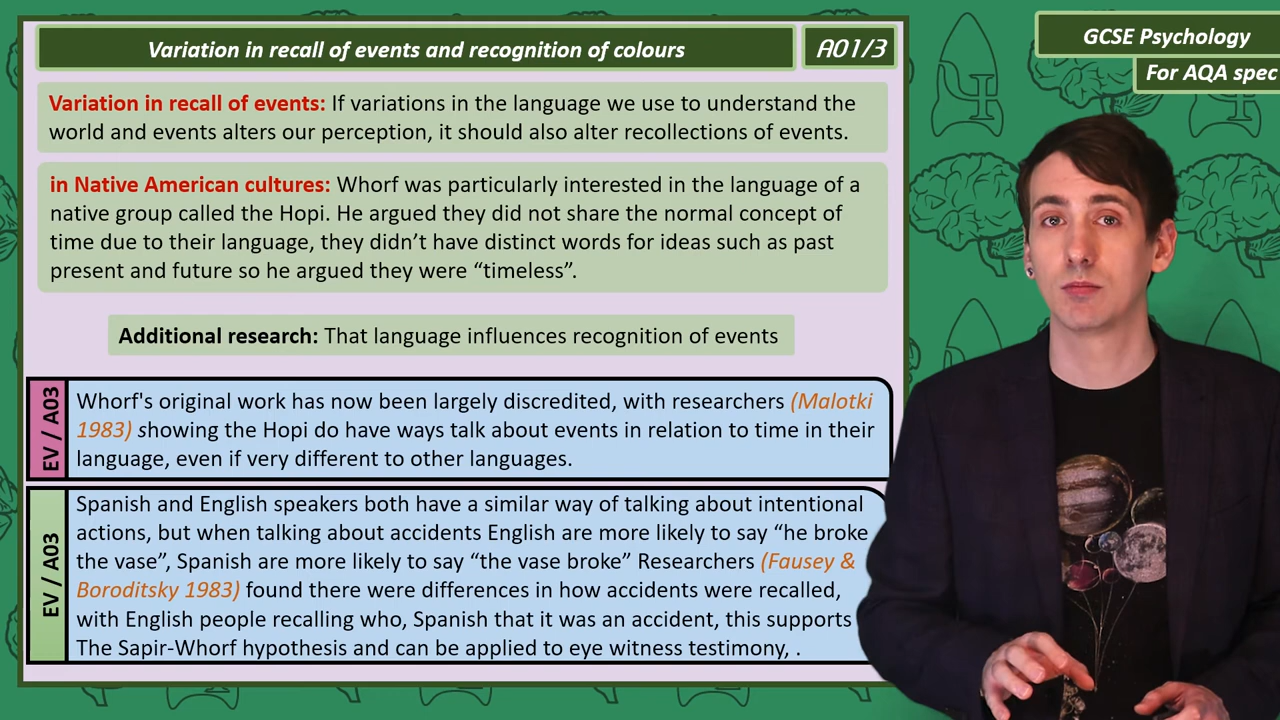 Variation in recall of events and recognition of colours
A01/3
GCSE Psychology
For AQA spec
Variation in recall of events: If variations in the language we use to understand the
world and events alters our perception, it should also alter recollections of events.
in Native American cultures: Whorf was particularly interested in the language of a
native group called the Hopi. He argued they did not share the normal concept of
time due to their language, they didn’t have distinct words for ideas such as past
present and future so he argued they were “timeless”.
Additional research: That language influences recognition of events
EV / A03
Whorf's original work has now been largely discredited, with researchers (Malotki
1983) showing the Hopi do have ways talk about events in relation to time in their
language, even if very different to other languages.
EV / A03
Spanish and English speakers both have a similar way of talking about intentional
actions, but when talking about accidents English are more likely to say “he broke
the vase”, Spanish are more likely to say “the vase broke” Researchers (Fausey &
Boroditsky 1983) found there were differences in how accidents were recalled,
with English people recalling who, Spanish that it was an accident, this supports
The Sapir-Whorf hypothesis and can be applied to eye witness testimony, .